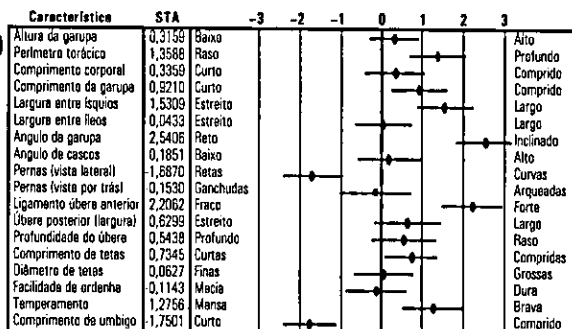 Característica STA -3 -2 -1 0 1 2 3
Altura da garupa 0,3159 Baixo Alto
Perímetro torácico 1,3588 Raso Profundo
Comprimento corporal 0,3359 Curto Comprido
Comprimento da garupa 0,9210 Curto Comprido
Largura entre ísquios 1,5309 Estreito Largo
Largura entre íleos 0,0433 Estreito Largo
Angulo da garupa 2,5406 Reto Inclinado
Angulo de cascos 0,1851 Baixo Alto
Pernas (vista lateral) -1,6870 Retas Curvas
Pernas (visto por trás) -0,1530 Ganchudas Arqueadas
Ligamento úbere anterior 2,2062 Fraco Forte
Úbere posterior (largura) 0,6299 Estreito Largo
Profundidade do úbere 0,5438 Profundo Raso
Comprimento de tetas 0,7345 Curtas Compridas
Diâmetro de tetas 0,0627 Finas Grossas
Facilidade de ordenha -0,1143 Macia Dura
Temperamento 1,2756 Mansa Brava
Comprimento de umbigo -1,7501 Curto Comprido